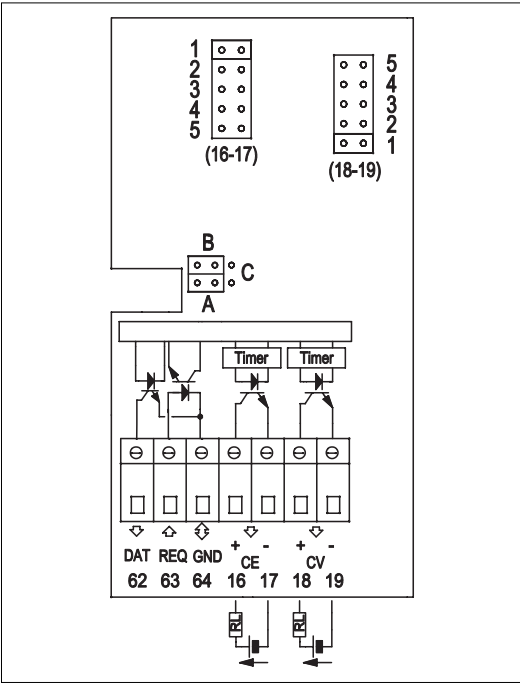 1
2
3
4
5
(16-17)
5
4
3
2
1
(18-19)
B
C
A
Timer Timer
+ - + -
DAT REQ GND CE CV
62 63 64 16 17 18 19
RL RL